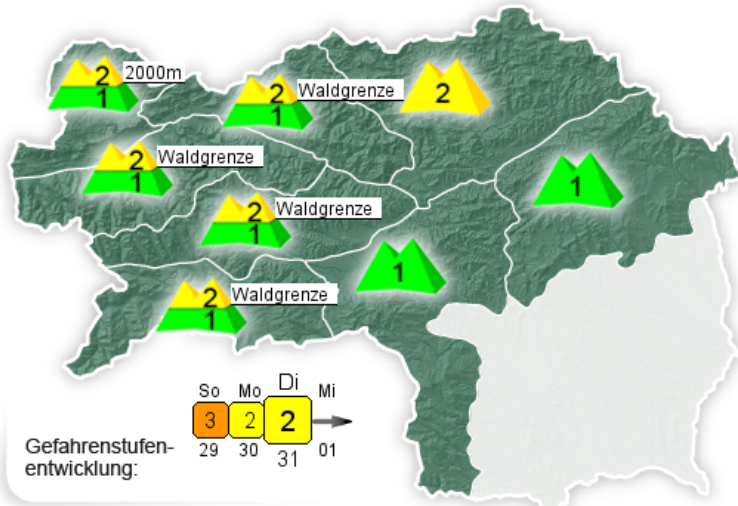 2 2000m
1
2 Waldgrenze
1
2
2 Waldgrenze
1
1
2 Waldgrenze
1
1
2 Waldgrenze
1
So Mo Di Mi
3 2 2
29 30 31 01
Gefahrenstufen-
entwicklung: